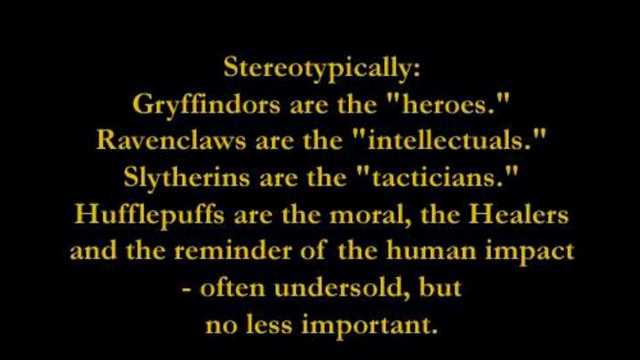 Stereotypically:
Gryffindors are the "heroes."
Ravenclaws are the "intellectuals."
Slytherins are the "tacticians."
Hufflepuffs are the moral, the Healers
and the reminder of the human impact
- often undersold, but
no less important.